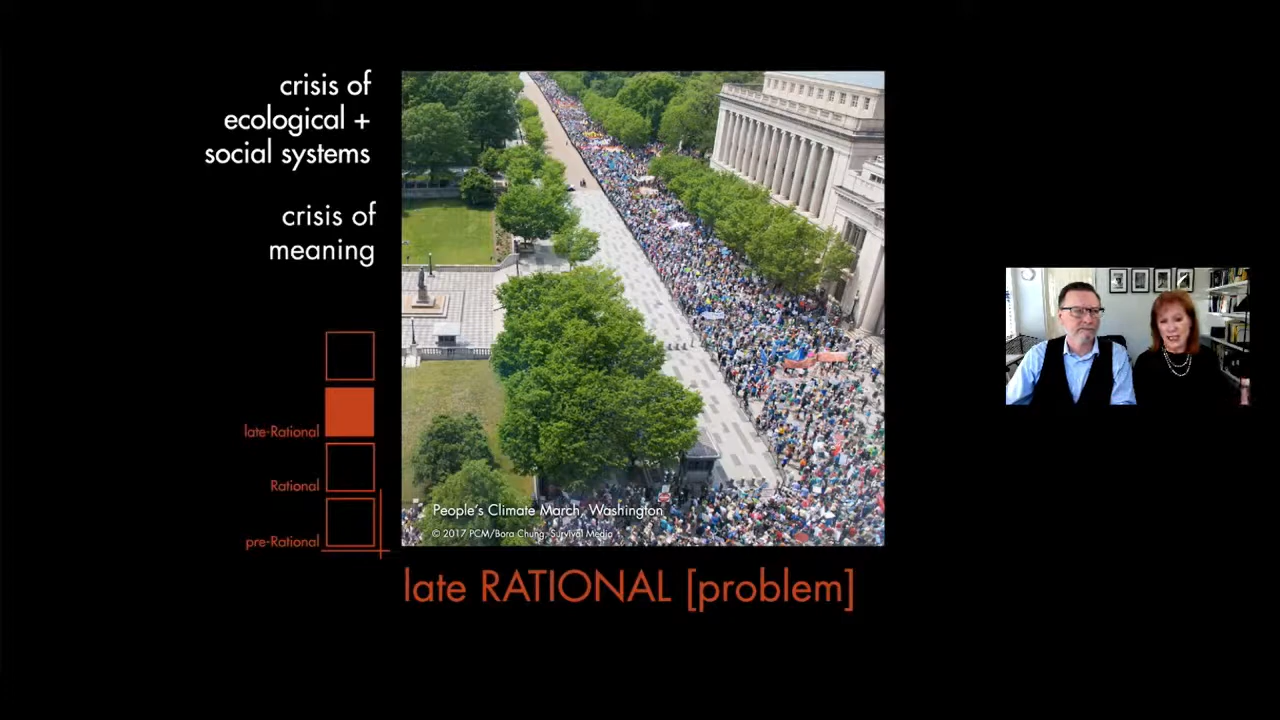 crisis of
ecological +
social systems
crisis of
meaning
late-Rational
Rational
pre-Rational
People's Climate March, Washington
© 2017 PCM/Bora Chung, Survival Media
late RATIONAL [problem]